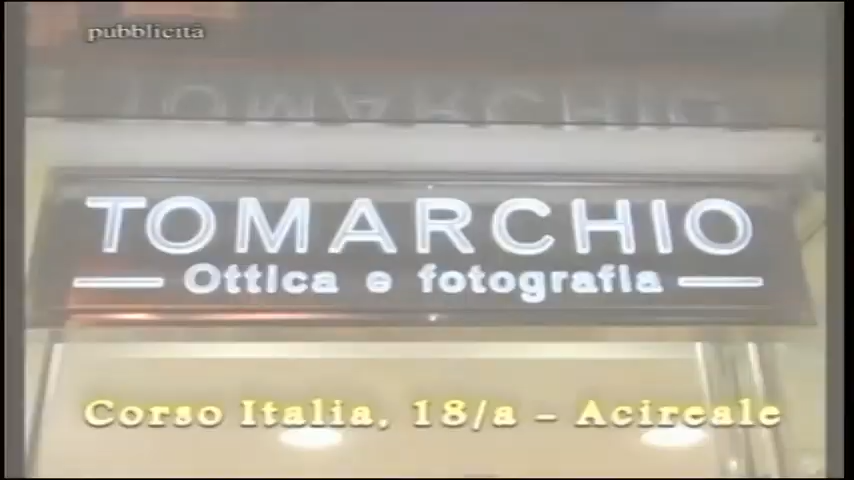 pubblicità
TOMARCHIO
Ottica e fotografia
Corso Italia, 18/a - Acireale